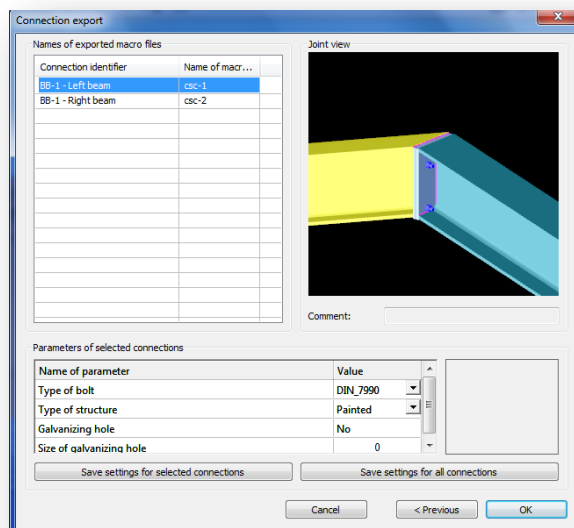 Connection export
Names of exported macro files
Connection identifier Name of macr...
BB-1 - Left beam csc-1
BB-1 - Right beam csc-2
Joint view
Comment:
Parameters of selected connections
Name of parameter Value
Type of bolt DIN_7990
Type of structure Painted
Galvanizing hole No
Size of galvanizing hole 0
Save settings for selected connections Save settings for all connections
Cancel < Previous OK